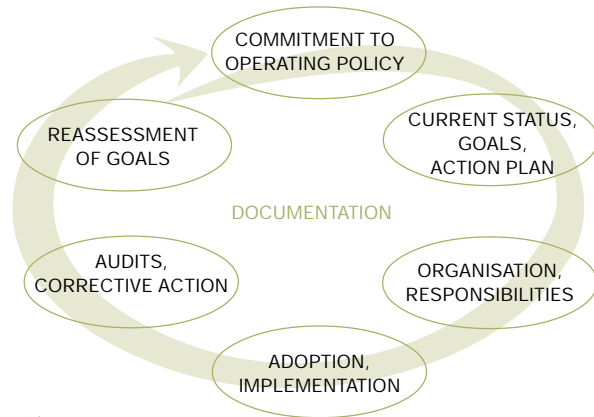 COMMITMENT TO
OPERATING POLICY
CURRENT STATUS,
GOALS,
ACTION PLAN
REASSESSMENT
OF GOALS
DOCUMENTATION
AUDITS,
CORRECTIVE ACTION
ORGANISATION,
RESPONSIBILITIES
ADOPTION,
IMPLEMENTATION